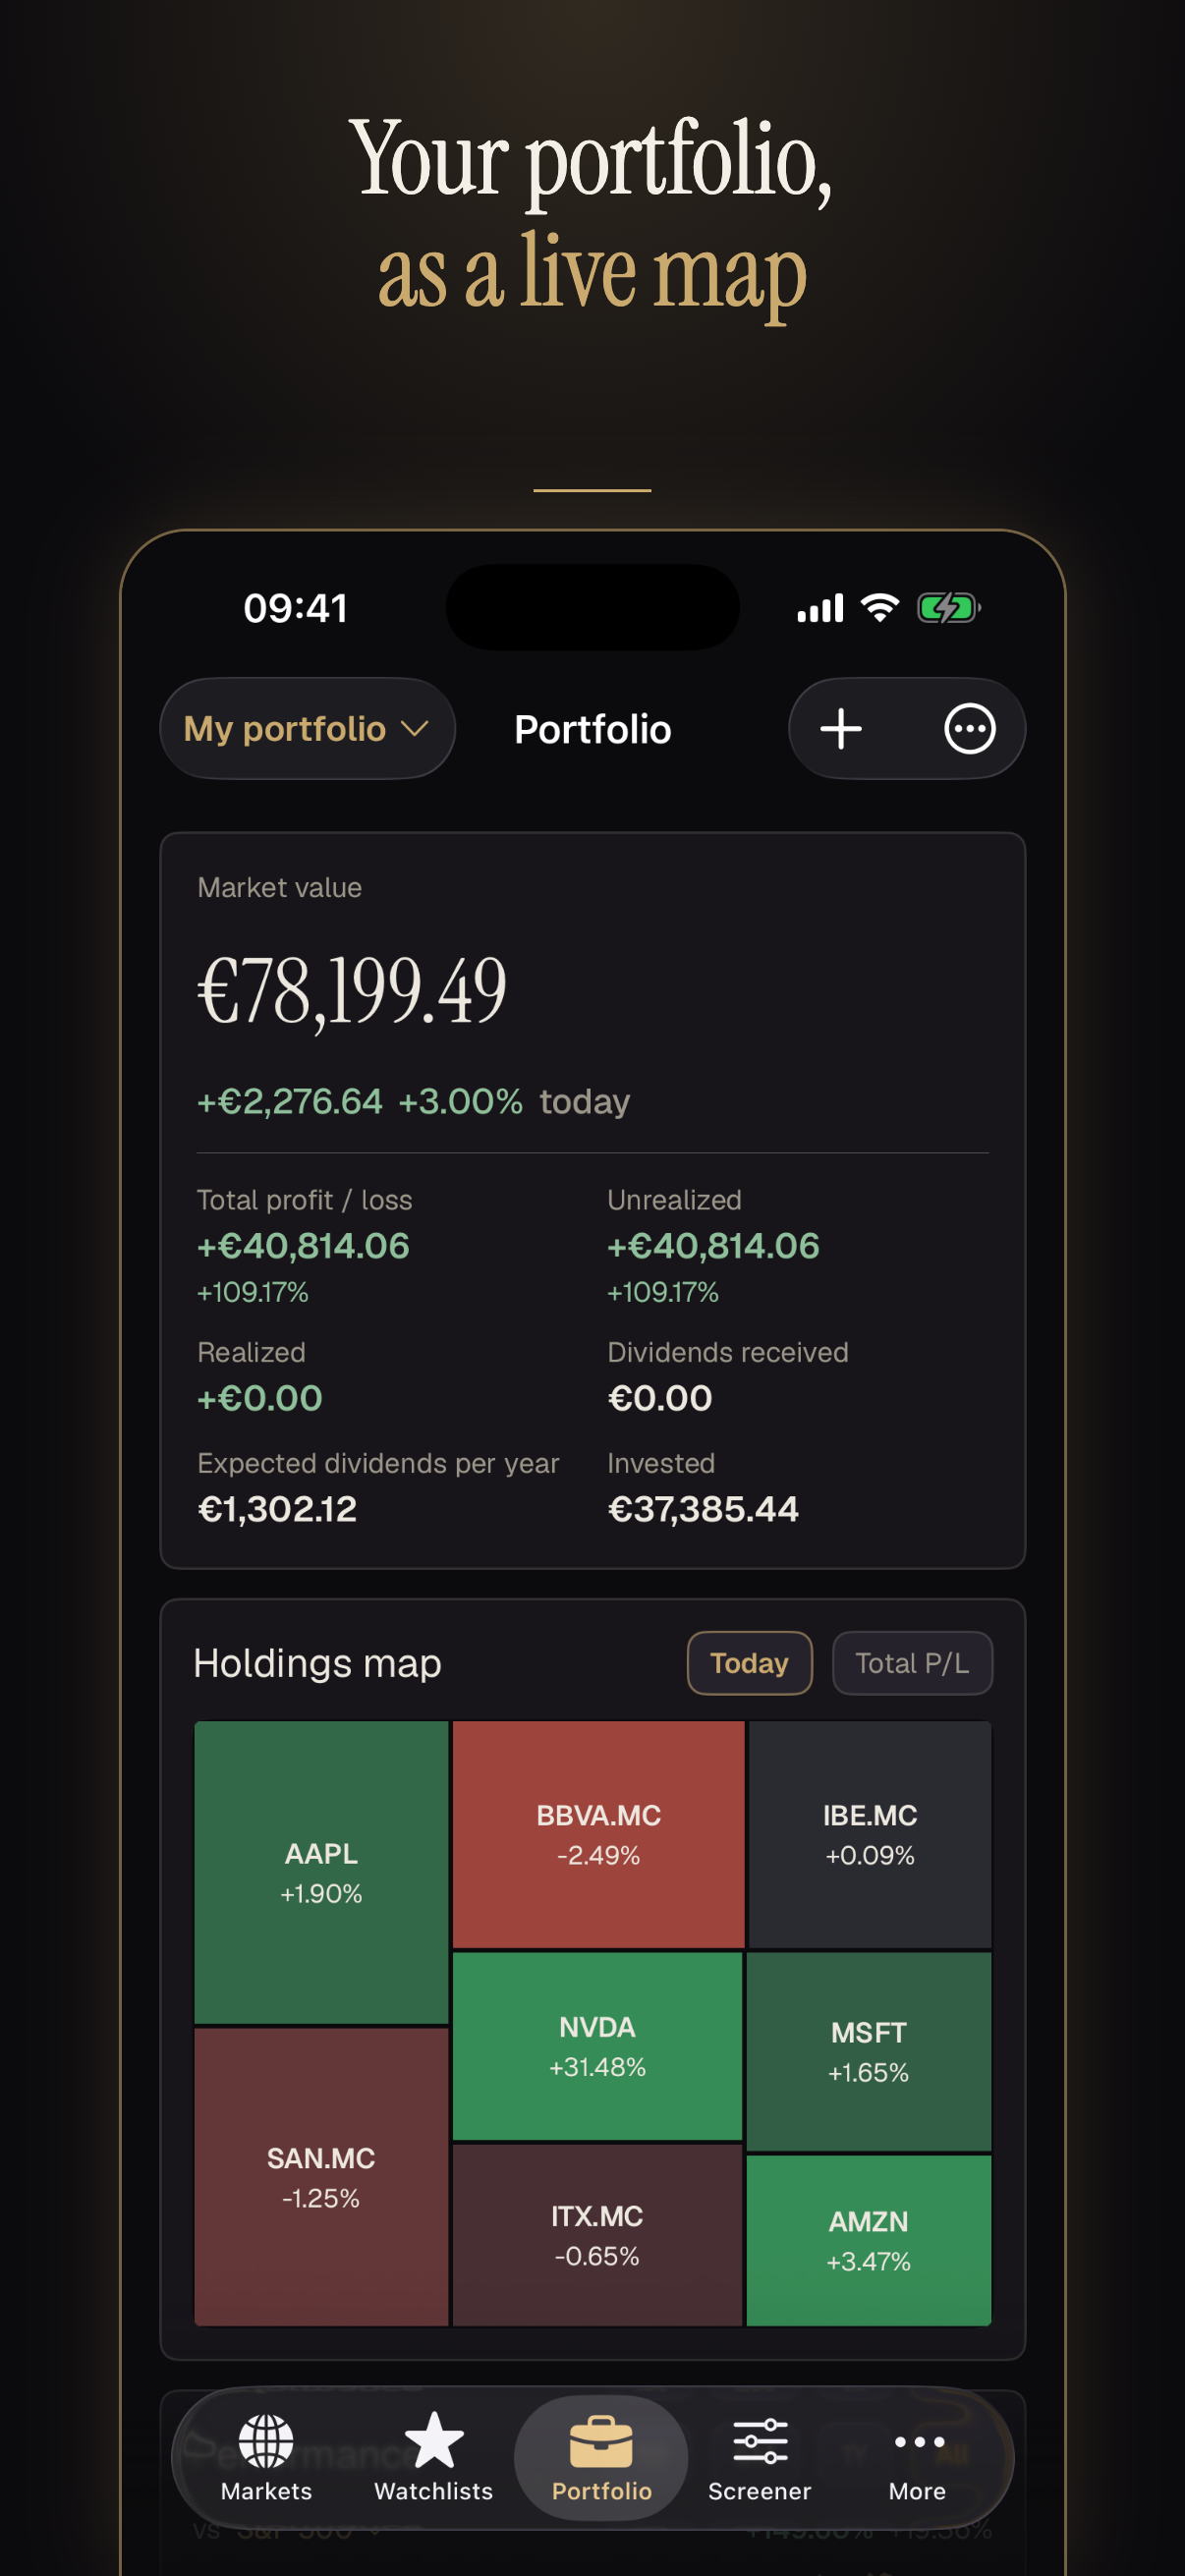 Your portfolio,
as a live map
09:41
My portfolio
Portfolio
Market value
€78,199.49
+€2,276.64 +3.00% today
Total profit / loss
Unrealized
+€40,814.06
+€40,814.06
+109.17%
+109.17%
Realized
Dividends received
+€0.00
€0.00
Expected dividends per year
Invested
€1,302.12
€37,385.44
Holdings map
Today
Total P/L
AAPL
+1.90%
BBVA.MC
-2.49%
IBE.MC
+0.09%
NVDA
+31.48%
MSFT
+1.65%
SAN.MC
-1.25%
ITX.MC
-0.65%
AMZN
+3.47%
Markets
Watchlists
Portfolio
Screener
More
vs S&P 500